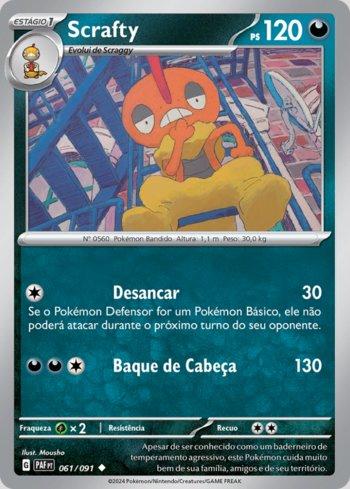 ESTÁGIO 1
Scrafty
PS 120
Evolui de Scraggy
Nº 0560 Pokémon Bandido Altura: 1,1 m Peso: 30,0 kg
Desancar 30
Se o Pokémon Defensor for um Pokémon Básico, ele não
poderá atacar durante o próximo turno do seu oponente.
Baque de Cabeça 130
Fraqueza ×2 Resistência Recuo
Ilust. Mousho
G PAF PT 061/091
Apesar de ser conhecido como um baderneiro de
temperamento agressivo, este Pokémon cuida muito
bem de sua família, amigos e de seu território.
©2024 Pokémon/Nintendo/Creatures/GAME FREAK